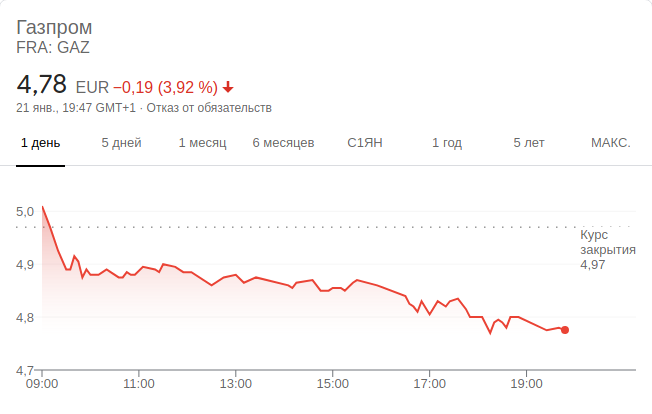 Газпром
FRA: GAZ
4,78 EUR −0,19 (3,92 %)
21 янв., 19:47 GMT+1 · Отказ от обязательств
1 день 5 дней 1 месяц 6 месяцев С1ЯН 1 год 5 лет МАКС.
5,0
Курс
закрытия
4,97
4,9
4,8
4,7
09:00 11:00 13:00 15:00 17:00 19:00